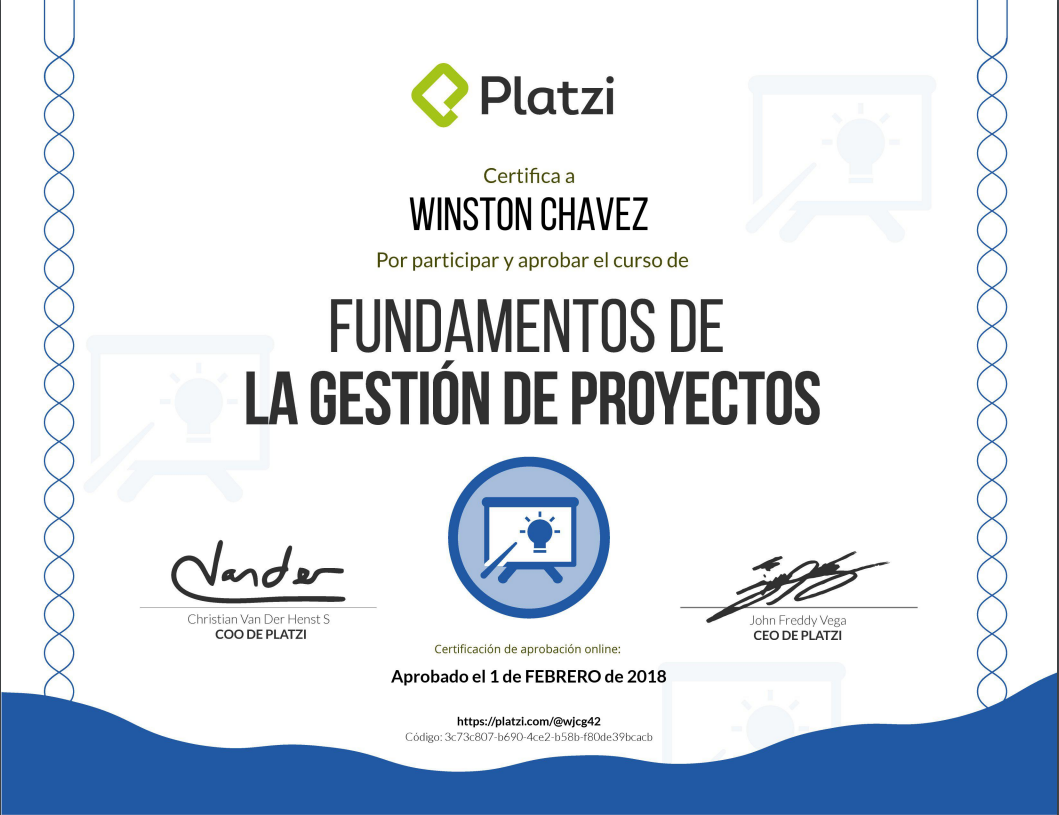 Platzi
Certifica a
WINSTON CHAVEZ
Por participar y aprobar el curso de
FUNDAMENTOS DE
LA GESTIÓN DE PROYECTOS
Vander
Christian Van Der Henst S
COO DE PLATZI
John Freddy Vega
CEO DE PLATZI
Certificación de aprobación online:
Aprobado el 1 de FEBRERO de 2018
https://platzi.com/@wjcg42
Código: 3c73c807-b690-4ce2-b58b-f80de39bcacb